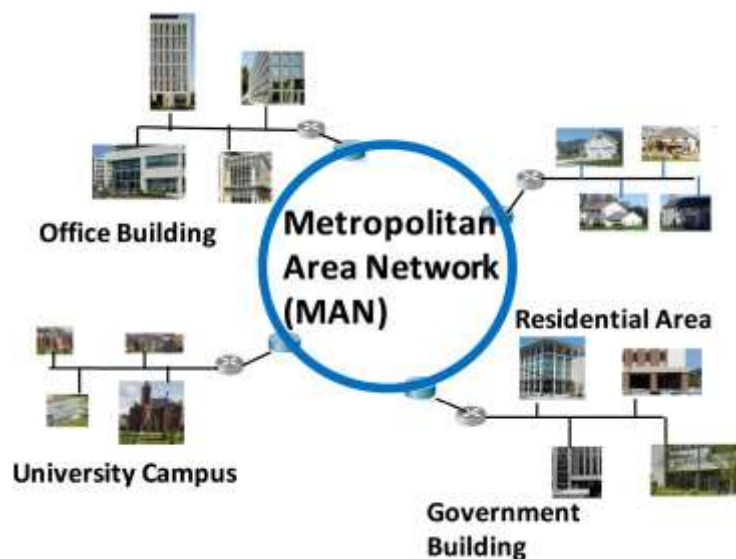 Office Building
Metropolitan
Area Network
(MAN)
Residential Area
University Campus
Government
Building